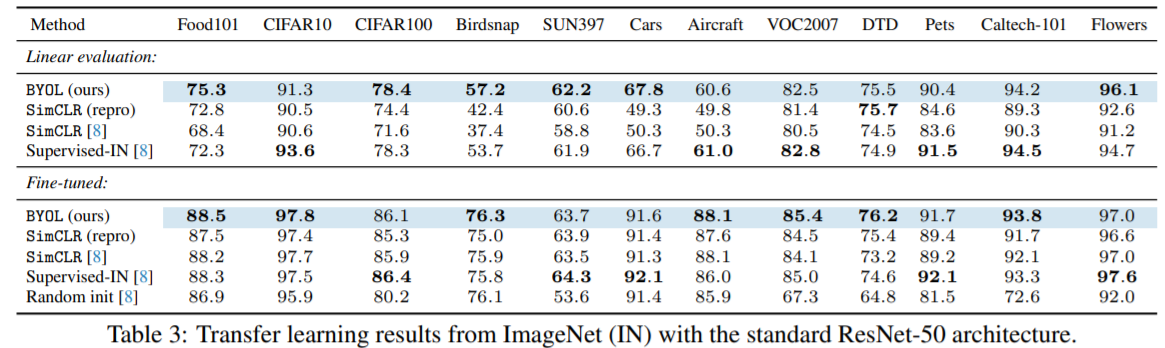 Method Food101 CIFAR10 CIFAR100 Birdsnap SUN397 Cars Aircraft VOC2007 DTD Pets Caltech-101 Flowers
Linear evaluation:
BYOL (ours) 75.3 91.3 78.4 57.2 62.2 67.8 60.6 82.5 75.5 90.4 94.2 96.1
SimCLR (repro) 72.8 90.5 74.4 42.4 60.6 49.3 49.8 81.4 75.7 84.6 89.3 92.6
SimCLR [8] 68.4 90.6 71.6 37.4 58.8 50.3 50.3 80.5 74.5 83.6 90.3 91.2
Supervised-IN [8] 72.3 93.6 78.3 53.7 61.9 66.7 61.0 82.8 74.9 91.5 94.5 94.7
Fine-tuned:
BYOL (ours) 88.5 97.8 86.1 76.3 63.7 91.6 88.1 85.4 76.2 91.7 93.8 97.0
SimCLR (repro) 87.5 97.4 85.3 75.0 63.9 91.4 87.6 84.5 75.4 89.4 91.7 96.6
SimCLR [8] 88.2 97.7 85.9 75.9 63.5 91.3 88.1 84.1 73.2 89.2 92.1 97.0
Supervised-IN [8] 88.3 97.5 86.4 75.8 64.3 92.1 86.0 85.0 74.6 92.1 93.3 97.6
Random init [8] 86.9 95.9 80.2 76.1 53.6 91.4 85.9 67.3 64.8 81.5 72.6 92.0
Table 3: Transfer learning results from ImageNet (IN) with the standard ResNet-50 architecture.